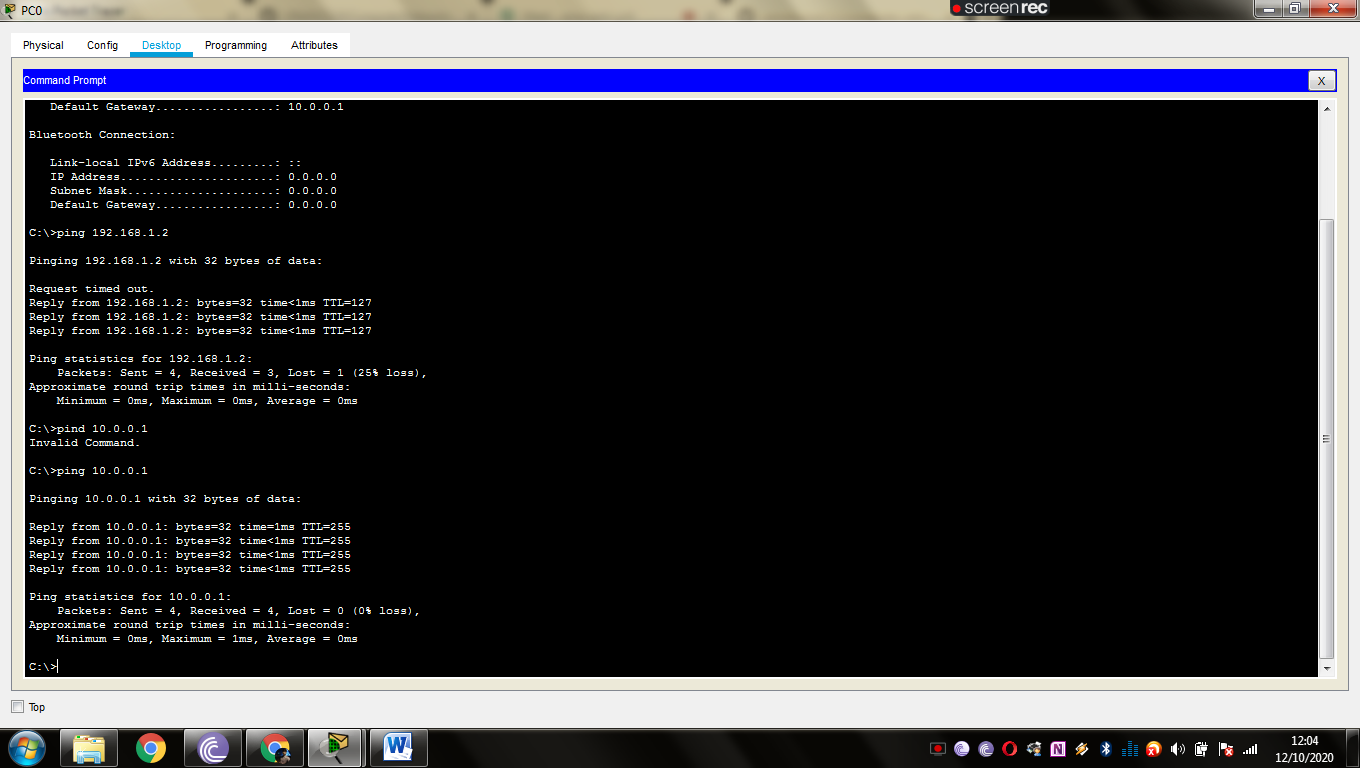 PC0
screenrec
Physical Config Desktop Programming Attributes
Command Prompt
X
Default Gateway.................: 10.0.0.1
Bluetooth Connection:
Link-local IPv6 Address.........: ::
IP Address......................: 0.0.0.0
Subnet Mask.....................: 0.0.0.0
Default Gateway.................: 0.0.0.0
C:\>ping 192.168.1.2
Pinging 192.168.1.2 with 32 bytes of data:
Request timed out.
Reply from 192.168.1.2: bytes=32 time<1ms TTL=127
Reply from 192.168.1.2: bytes=32 time<1ms TTL=127
Reply from 192.168.1.2: bytes=32 time<1ms TTL=127
Ping statistics for 192.168.1.2:
Packets: Sent = 4, Received = 3, Lost = 1 (25% loss),
Approximate round trip times in milli-seconds:
Minimum = 0ms, Maximum = 0ms, Average = 0ms
C:\>pind 10.0.0.1
Invalid Command.
C:\>ping 10.0.0.1
Pinging 10.0.0.1 with 32 bytes of data:
Reply from 10.0.0.1: bytes=32 time=1ms TTL=255
Reply from 10.0.0.1: bytes=32 time<1ms TTL=255
Reply from 10.0.0.1: bytes=32 time<1ms TTL=255
Reply from 10.0.0.1: bytes=32 time<1ms TTL=255
Ping statistics for 10.0.0.1:
Packets: Sent = 4, Received = 4, Lost = 0 (0% loss),
Approximate round trip times in milli-seconds:
Minimum = 0ms, Maximum = 1ms, Average = 0ms
C:\>
Top
12:04
12/10/2020